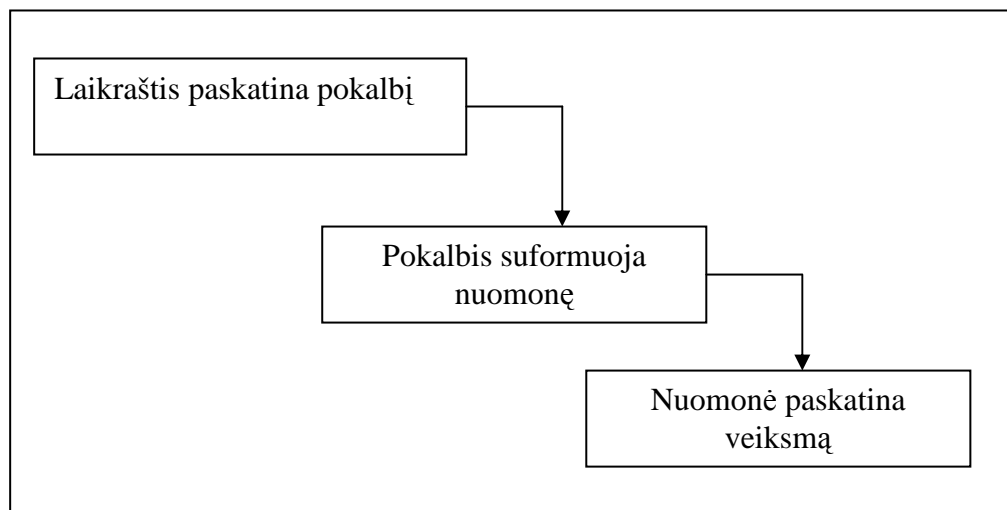 Laikraštis paskatina pokalbį
Pokalbis suformuoja
nuomonę
Nuomonė paskatina
veiksmą